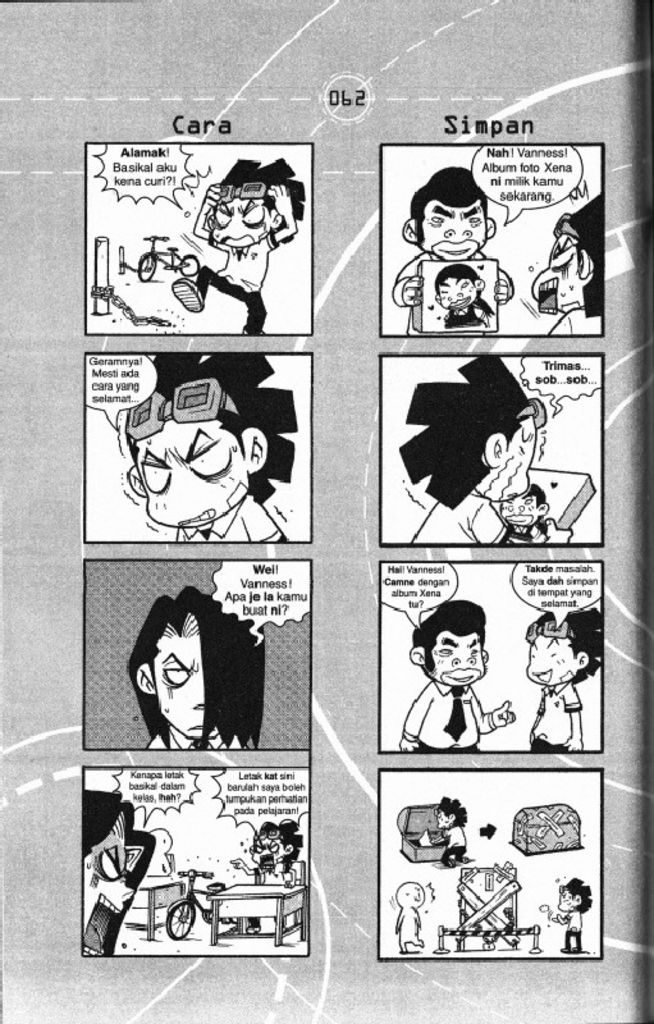 062
Cara
Alamak!
Basikal aku
kena curi?!
Geramnya!
Mesti ada
cara yang
selamat...
Wei!
Vanness!
Apa je la kamu
buat ni?
Kenapa letak
basikal dalam
kelas, hah?
Letak kat sini
barulah saya boleh
tumpukan perhatian
pada pelajaran!
Simpan
Nah! Vanness!
Album foto Xena
ni milik kamu
sekarang.
Trimas...
sob...sob...
Hai! Vanness!
Camne dengan
album Xena
tu?
Takde masalah.
Saya dah simpan
di tempat yang
selamat.